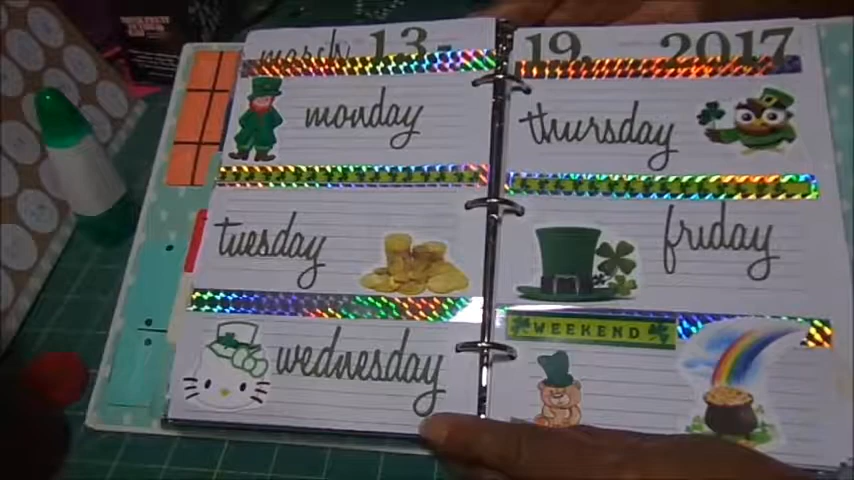 march 13-
monday
tuesday
wednesday
19, 2017
thursday
friday
WEEKEND